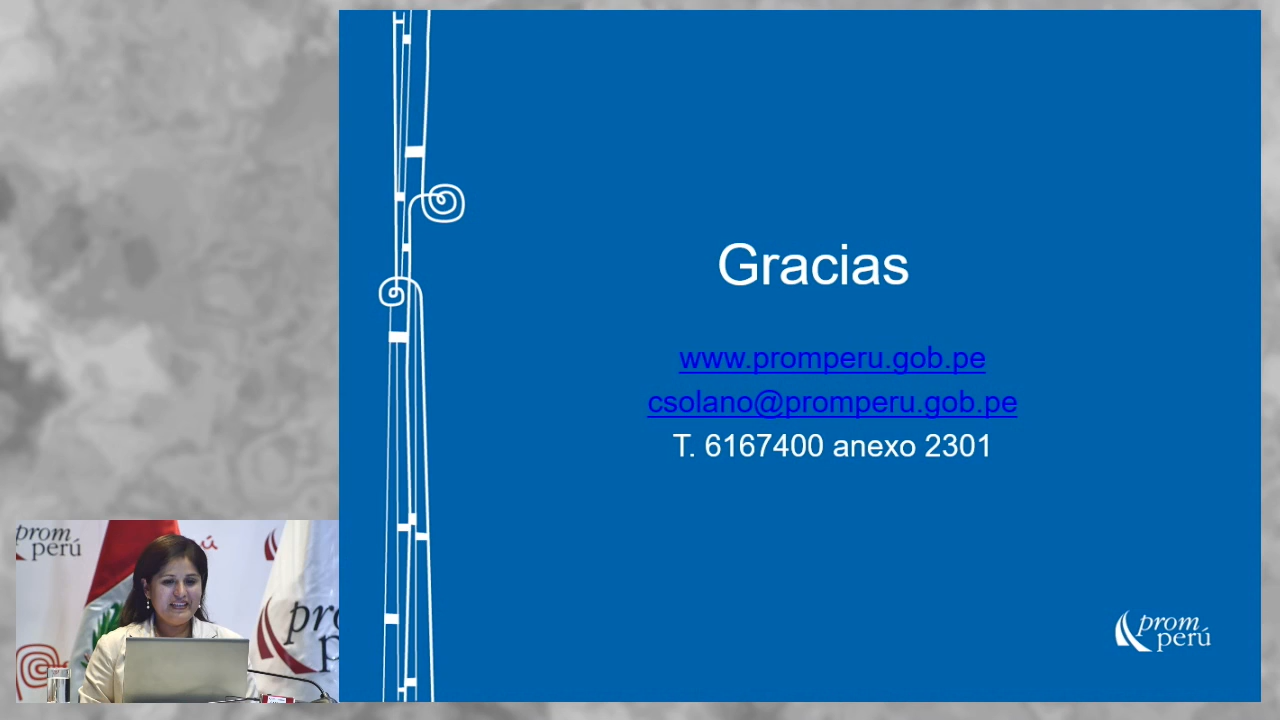 Gracias
www.promperu.gob.pe
csolano@promperu.gob.pe
T. 6167400 anexo 2301
prom
perú
prom
perú